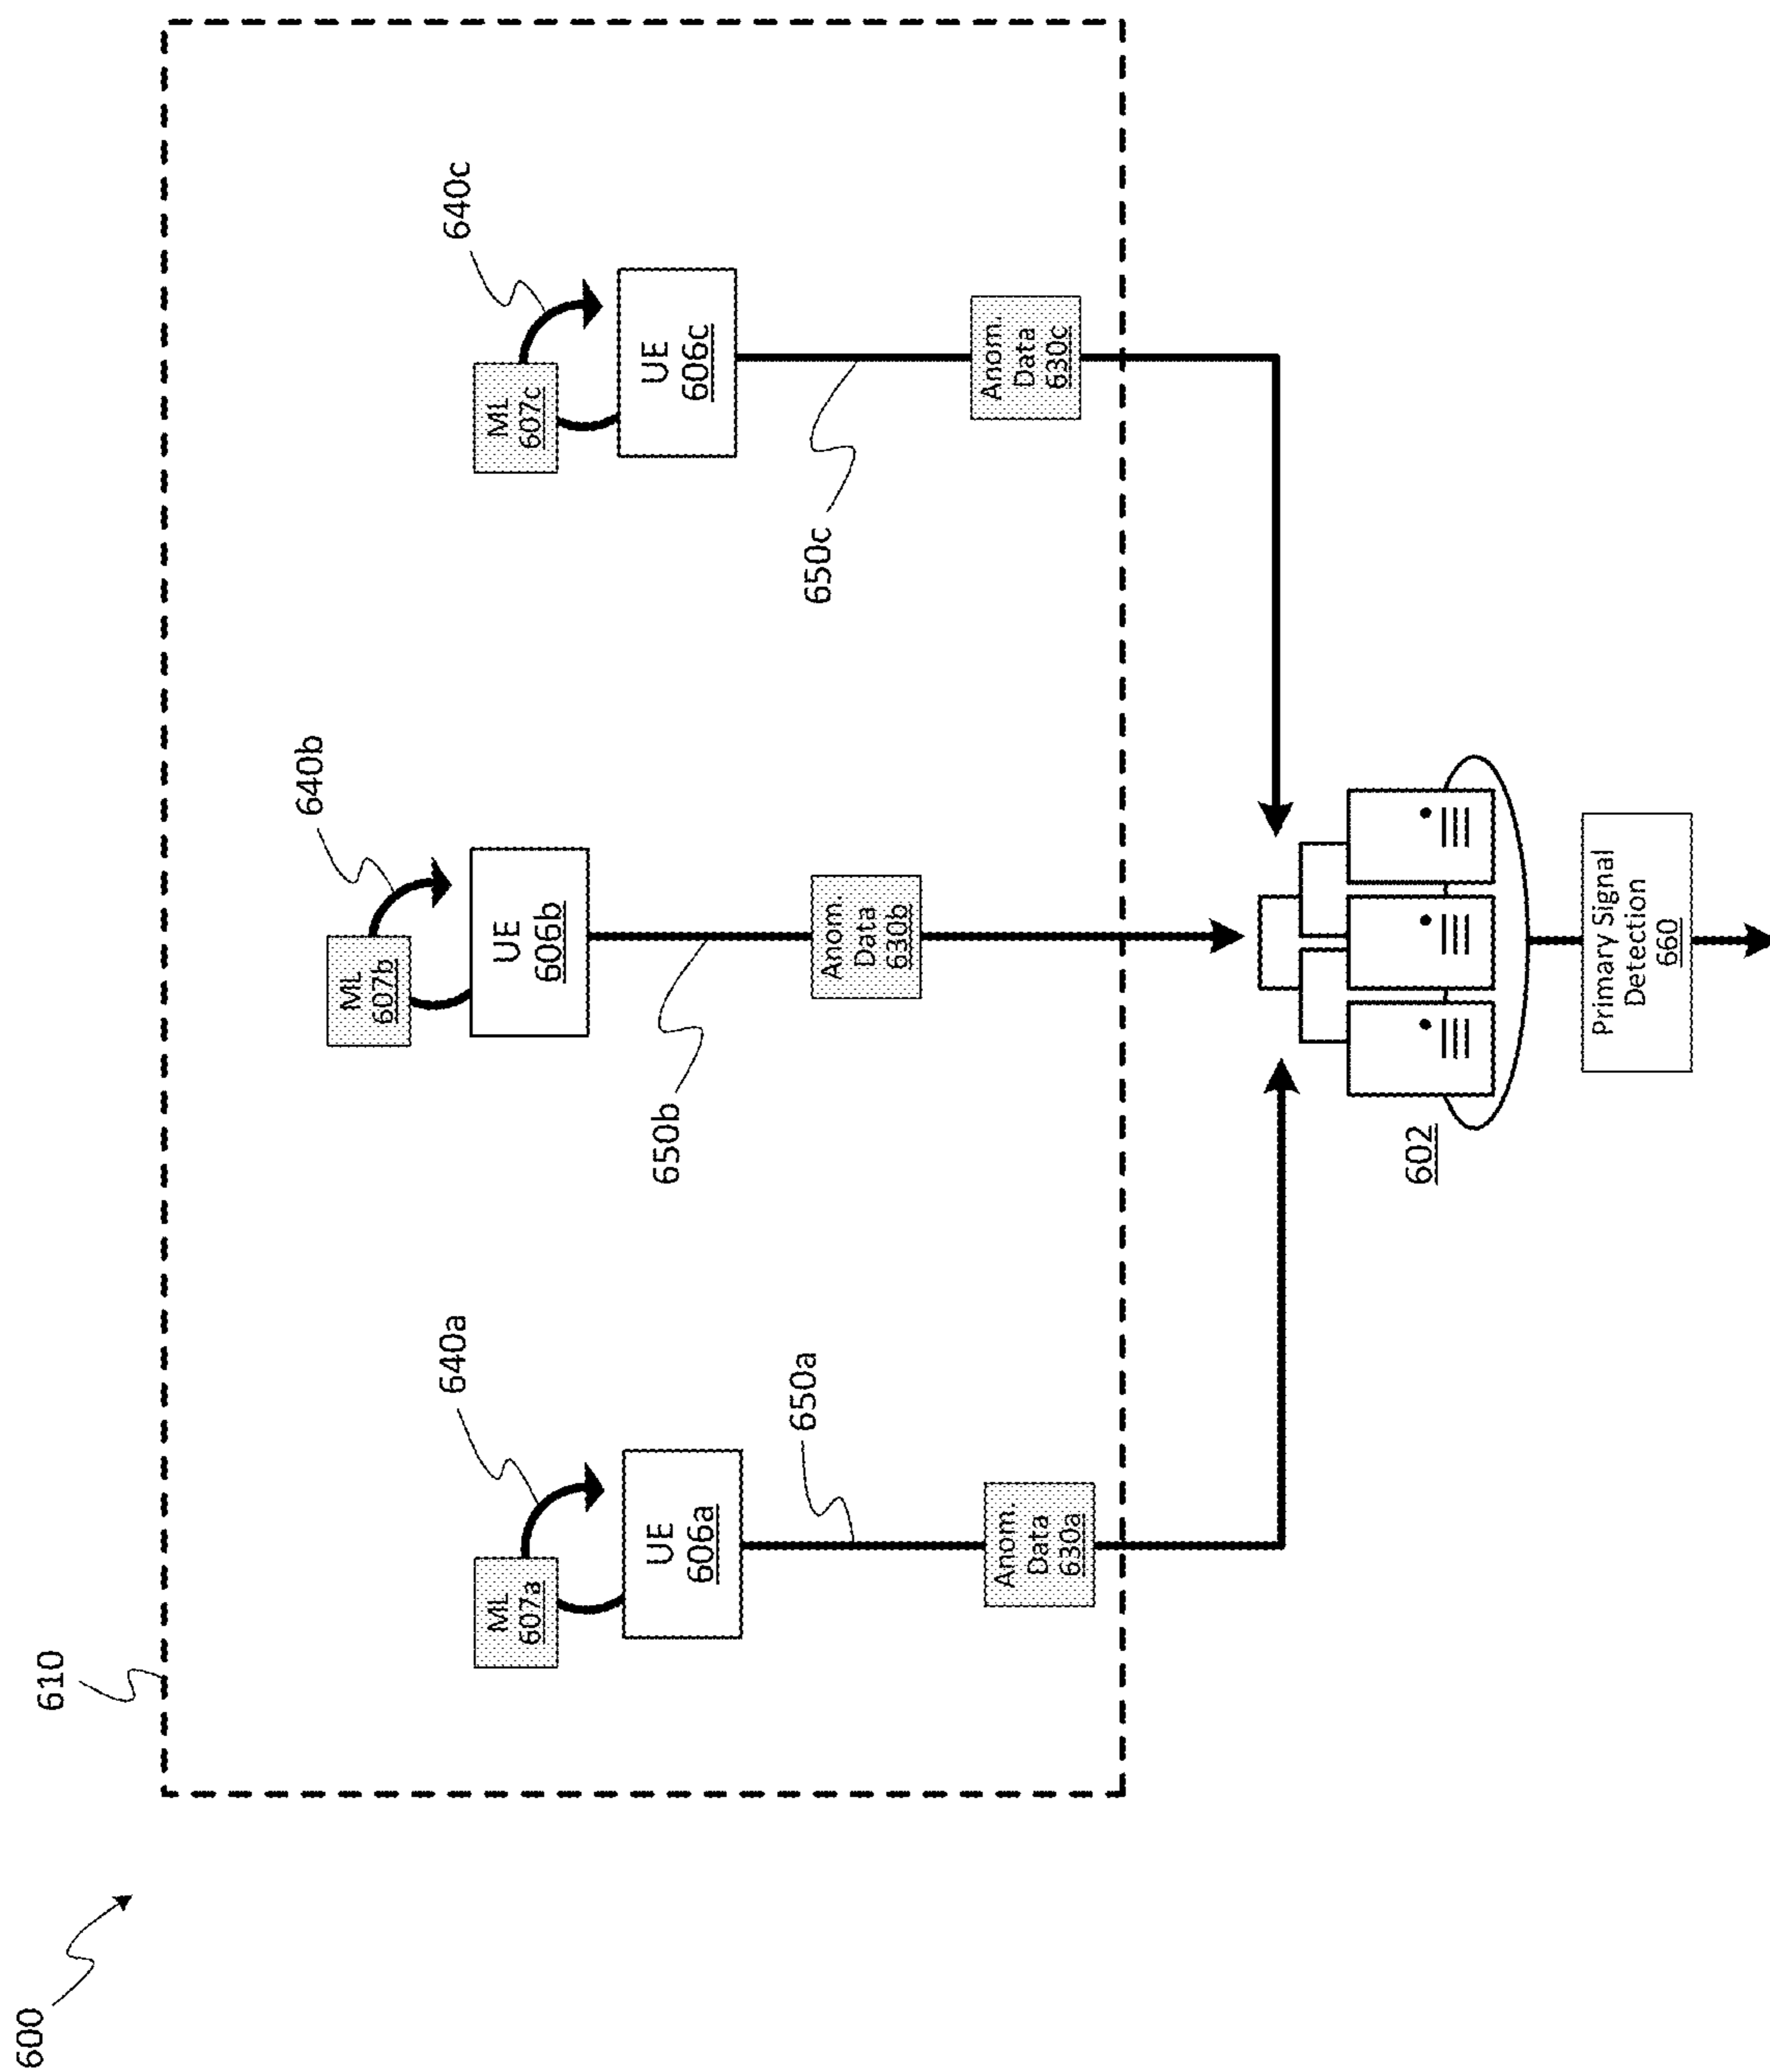 600
610
640a
640b
640c
ML
607a
ML
607b
ML
607c
UE
606a
UE
606b
UE
606c
650a
650b
650c
Anom.
Data
630a
Anom.
Data
630b
Anom.
Data
630c
602
Primary Signal
Detection
660